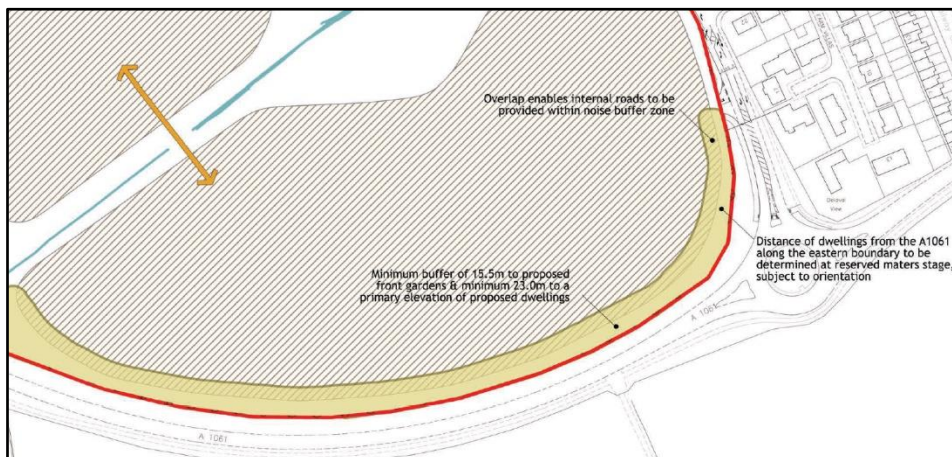 Overlap enables internal roads to be
provided within noise buffer zone
Delaval
View
Distance of dwellings from the A1061
along the eastern boundary to be
determined at reserved maters stage,
subject to orientation
Minimum buffer of 15.5m to proposed
front gardens & minimum 23.0m to a
primary elevation of proposed dwellings
A 1061
A 1061